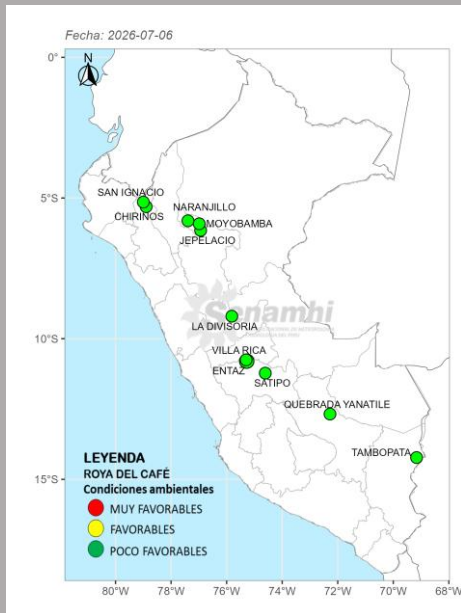 Fecha: 2026-07-06
N
0°
SAN IGNACIO
NARANJILLO
5°S
CHIRINOS
MOYOBAMBA
JEPELACIO
Senamhi
LA DIVISORIA
10°S
VILLA RICA
ENTAZ
SATIPO
QUEBRADA YANATILE
TAMBOPATA
LEYENDA
15°S
ROYA DEL CAFÉ
Condiciones ambientales
MUY FAVORABLES
FAVORABLES
POCO FAVORABLES
80°W 78°W 76°W 74°W 72°W 70°W 68°W